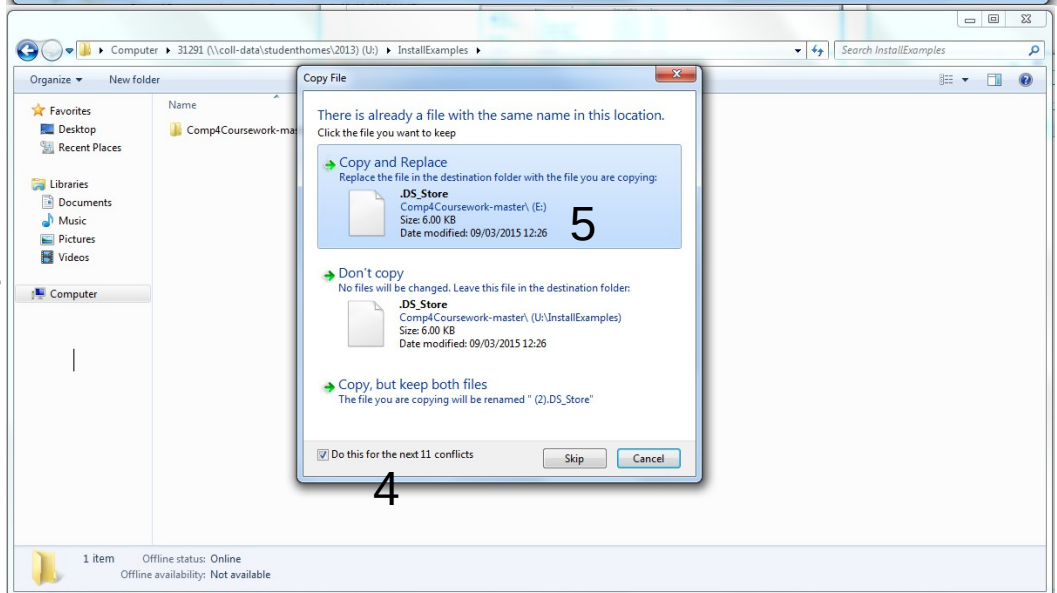 Computer ▸ 31291 (\\coll-data\studenthomes\2013) (U:) ▸ InstallExamples ▸
Search InstallExamples
Organize
New folder
Copy File
Favorites
Desktop
Recent Places
Libraries
Documents
Music
Pictures
Videos
Computer
Name
Comp4Coursework-mas
There is already a file with the same name in this location.
Click the file you want to keep
Copy and Replace
Replace the file in the destination folder with the file you are copying:
.DS_Store
Comp4Coursework-master\ (E:)
Size: 6.00 KB
Date modified: 09/03/2015 12:26
5
Don't copy
No files will be changed. Leave this file in the destination folder:
.DS_Store
Comp4Coursework-master\ (U:\InstallExamples)
Size: 6.00 KB
Date modified: 09/03/2015 12:26
Copy, but keep both files
The file you are copying will be renamed " (2).DS_Store"
Do this for the next 11 conflicts
Skip
Cancel
4
1 item
Offline status: Online
Offline availability: Not available